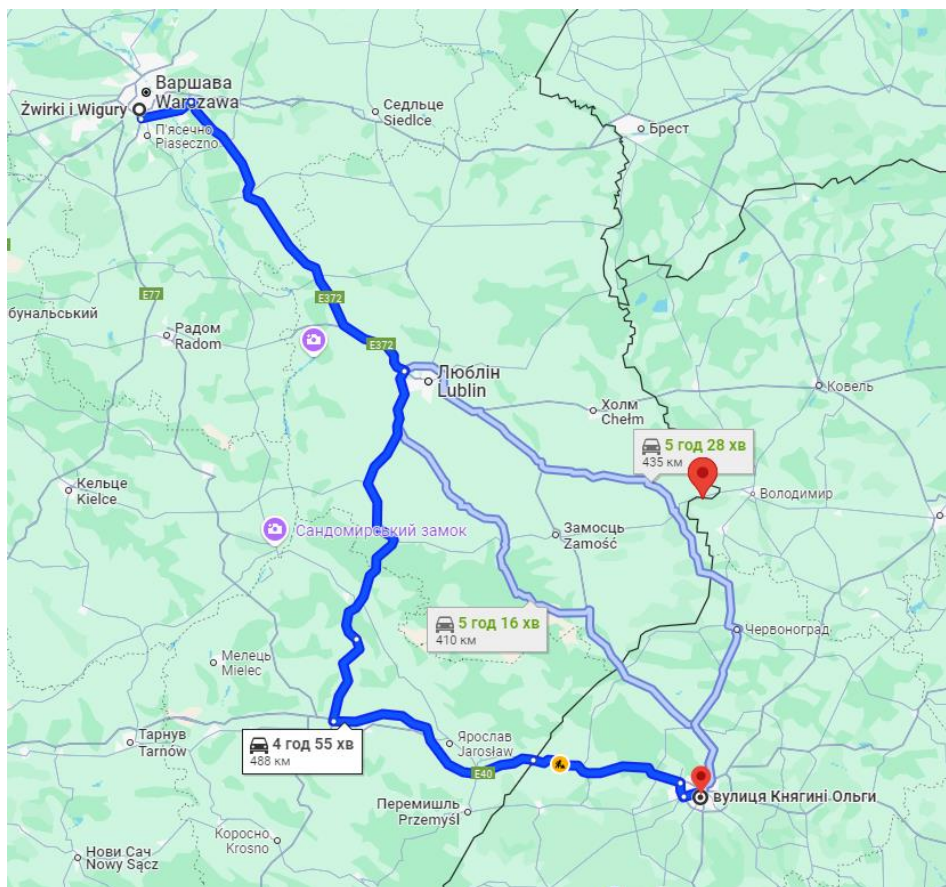 Варшава
Warszawa
Żwirki i Wigury
П'ясечно
Piaseczno
Седльце
Siedlce
Брест
E77
E372
бунальський
Радом
Radom
E372
Люблін
Lublin
Ковель
Холм
Chełm
5 год 28 хв
435 км
Володимир
Кельце
Kielce
Сандомирський замок
Замосць
Zamość
5 год 16 хв
410 км
Червоноград
Мелець
Mielec
Тарнув
Tarnów
4 год 55 хв
488 км
Ярослав
Jarosław
E40
вулиця Княгині Ольги
Перемишль
Przemyśl
Коросно
Krosno
Нови Сач
Nowy Sącz